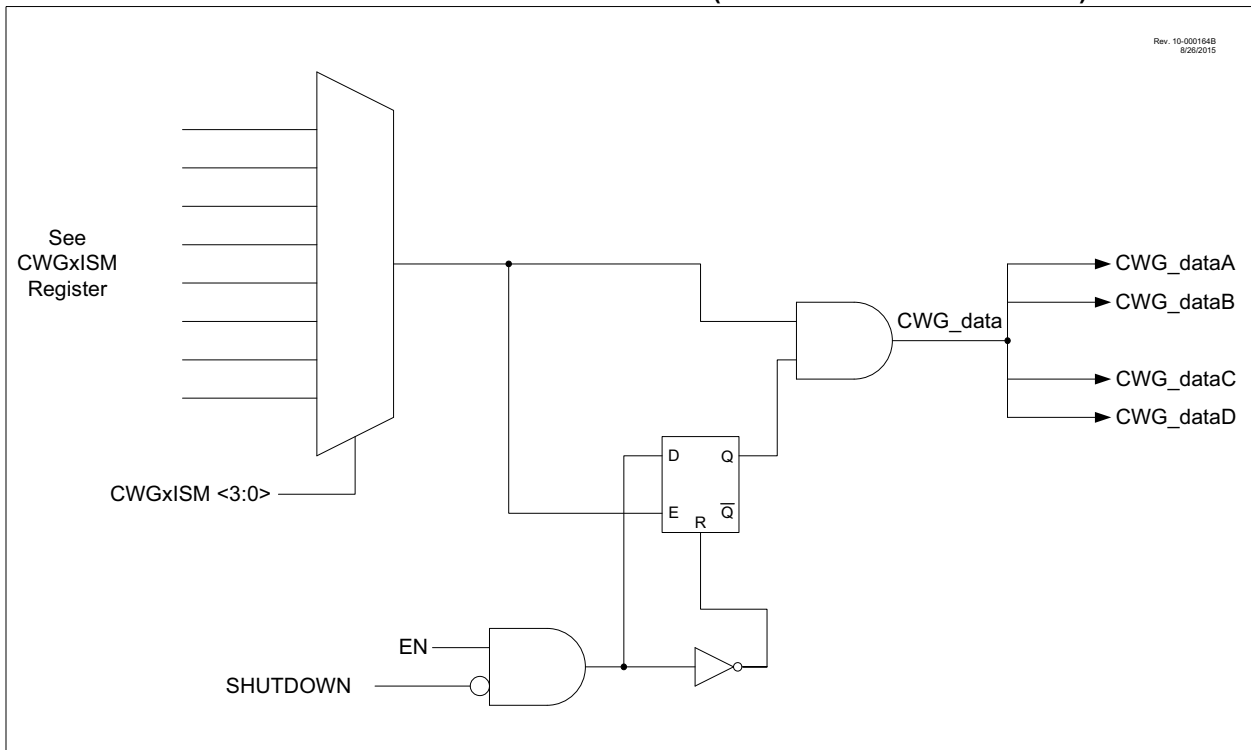 Rev. 10-000164B
8/26/2015
See
CWGxISM
Register
CWGxISM <3:0>
CWG_data
CWG_dataA
CWG_dataB
CWG_dataC
CWG_dataD
D
Q
E
Q
R
EN
SHUTDOWN